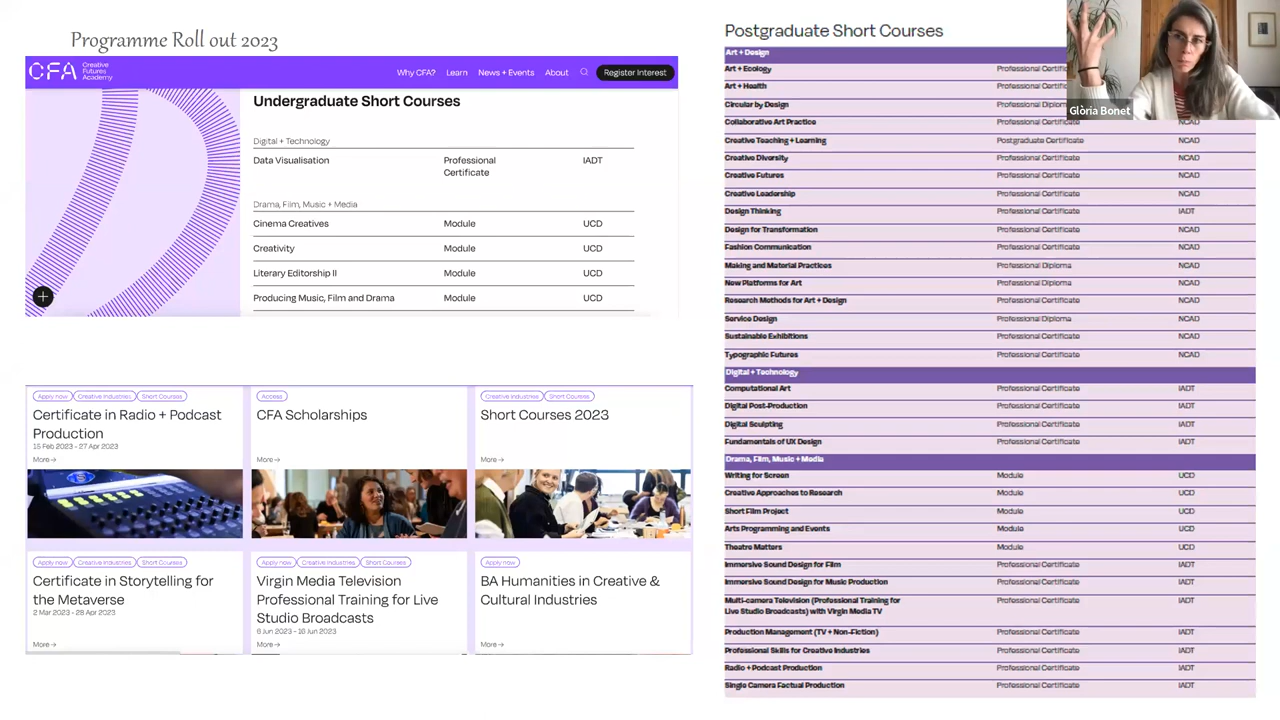 Programme Roll out 2023
CFA
Creative
Futures
Academy
Why CFA? Learn News + Events About Register Interest
Undergraduate Short Courses
Digital + Technology
Data Visualisation Professional Certificate IADT
Drama, Film, Music + Media
Cinema Creatives Module UCD
Creativity Module UCD
Literary Editorship II Module UCD
Producing Music, Film and Drama Module UCD
Apply now Creative Industries Short Courses
Certificate in Radio + Podcast
Production
15 Feb 2023 - 27 Apr 2023
More →
Access
CFA Scholarships
More →
Creative Industries Short Courses
Short Courses 2023
More →
Apply now Creative Industries Short Courses
Certificate in Storytelling for
the Metaverse
2 Mar 2023 - 28 Apr 2023
More →
Apply now Creative Industries Short Courses
Virgin Media Television
Professional Training for Live
Studio Broadcasts
6 Jun 2023 - 16 Jun 2023
More →
Apply now
BA Humanities in Creative &
Cultural Industries
More →
Postgraduate Short Courses
Art + Design
Art + Ecology Professional Certific
Art + Health Professional Certific
Circular by Design Professional Diplom
Collaborative Art Practice Professional Certificate NCAD
Creative Teaching + Learning Postgraduate Certificate NCAD
Creative Diversity Professional Certificate NCAD
Creative Futures Professional Certificate NCAD
Creative Leadership Professional Certificate NCAD
Design Thinking Professional Certificate IADT
Design for Transformation Professional Certificate NCAD
Fashion Communication Professional Certificate NCAD
Making and Material Practices Professional Diploma NCAD
New Platforms for Art Professional Diploma NCAD
Research Methods for Art + Design Professional Certificate NCAD
Service Design Professional Diploma NCAD
Sustainable Exhibitions Professional Certificate NCAD
Typographic Futures Professional Certificate NCAD
Digital + Technology
Computational Art Professional Certificate IADT
Digital Post-Production Professional Certificate IADT
Digital Sculpting Professional Certificate IADT
Fundamentals of UX Design Professional Certificate IADT
Drama, Film, Music + Media
Writing for Screen Module UCD
Creative Approaches to Research Module UCD
Short Film Project Module UCD
Arts Programming and Events Module UCD
Theatre Matters Module UCD
Immersive Sound Design for Film Professional Certificate IADT
Immersive Sound Design for Music Production Professional Certificate IADT
Multi-camera Television (Professional Training for
Live Studio Broadcasts) with Virgin Media TV Professional Certificate IADT
Production Management (TV + Non-Fiction) Professional Certificate IADT
Professional Skills for Creative Industries Professional Certificate IADT
Radio + Podcast Production Professional Certificate IADT
Single Camera Factual Production Professional Certificate IADT
Glòria Bonet